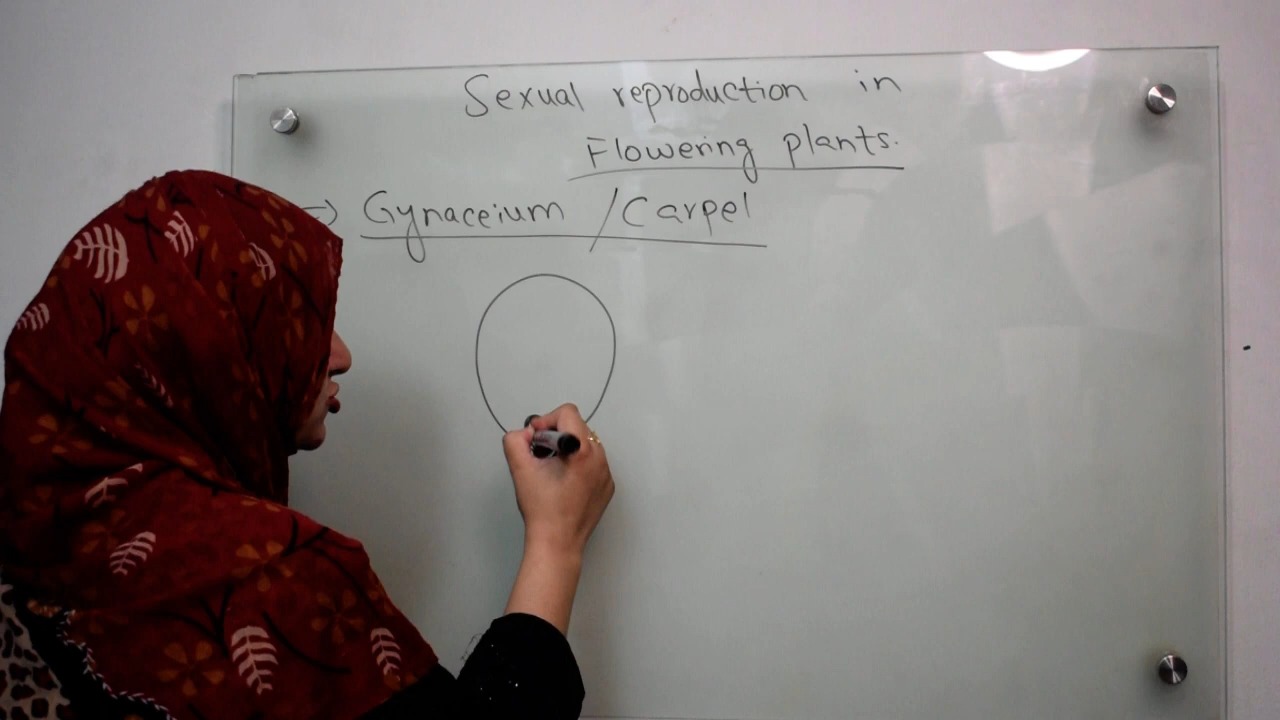 Sexual reproduction in
Flowering plants.
→ Gynaceium / Carpel